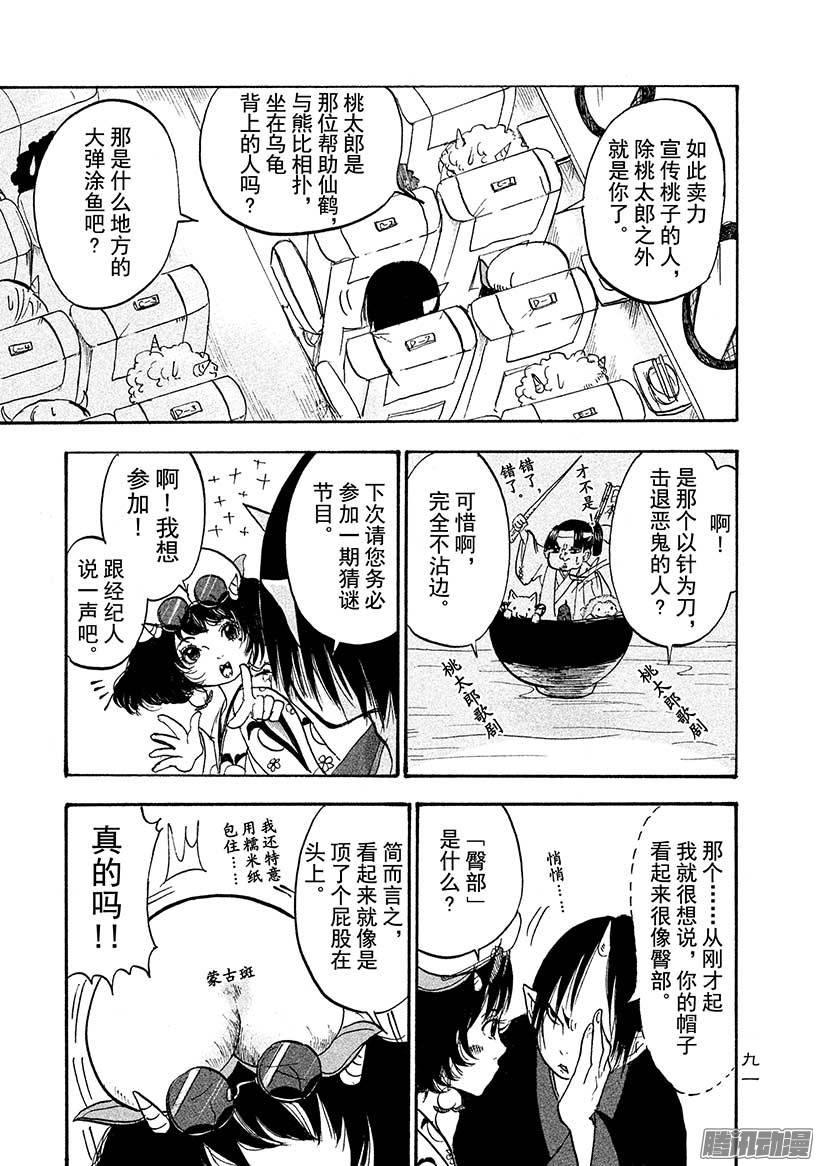 如此卖力
宣传桃子的人，
除桃太郎之外
就是你了。
桃太郎是
那位帮助仙鹤，
与熊比相扑，
坐在乌龟
背上的人吗？
那是什么地方的
大弹涂鱼吧？
C-3
C-4
D-1
D-2
D-3
E-1
啊！
是那个以针为刀，
击退恶鬼的人？
才不是！
错了，
错了。
可惜啊，
完全不沾边。
桃太郎歌剧
桃太郎歌剧
下次请您务必
参加一期猜谜
节目。
啊！我想
参加！
跟经纪人
说一声吧。
那个……从刚才起
我就很想说，你的帽子
看起来很像臀部。
悄悄……
「臀部」
是什么？
简而言之，
看起来就像是
顶了个屁股在
头上。
我还特意
用糯米纸
包住……
蒙古斑
真的吗！！
九一
腾讯动漫